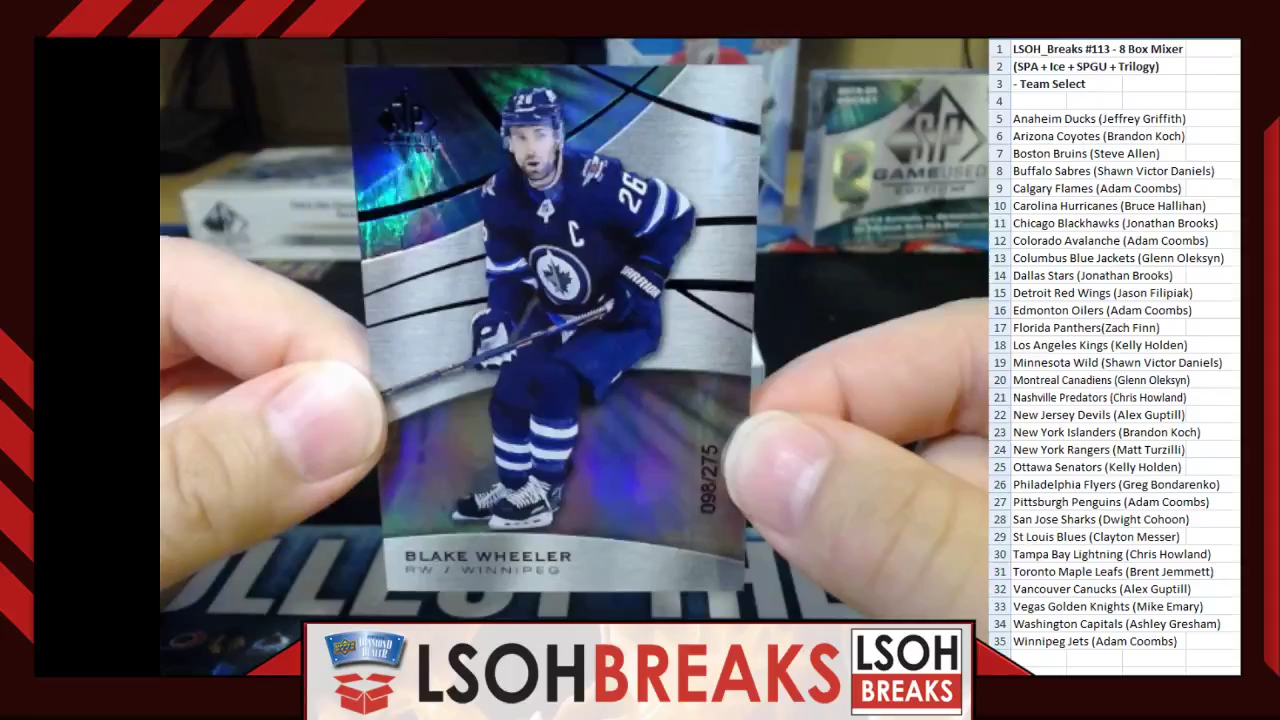 1 LSOH_Breaks #113 - 8 Box Mixer
2 (SPA + Ice + SPGU + Trilogy)
3 - Team Select
4
5 Anaheim Ducks (Jeffrey Griffith)
6 Arizona Coyotes (Brandon Koch)
7 Boston Bruins (Steve Allen)
8 Buffalo Sabres (Shawn Victor Daniels)
9 Calgary Flames (Adam Coombs)
10 Carolina Hurricanes (Bruce Hallihan)
11 Chicago Blackhawks (Jonathan Brooks)
12 Colorado Avalanche (Adam Coombs)
13 Columbus Blue Jackets (Glenn Oleksyn)
14 Dallas Stars (Jonathan Brooks)
15 Detroit Red Wings (Jason Filipiak)
16 Edmonton Oilers (Adam Coombs)
17 Florida Panthers(Zach Finn)
18 Los Angeles Kings (Kelly Holden)
19 Minnesota Wild (Shawn Victor Daniels)
20 Montreal Canadiens (Glenn Oleksyn)
21 Nashville Predators (Chris Howland)
22 New Jersey Devils (Alex Guptill)
23 New York Islanders (Brandon Koch)
24 New York Rangers (Matt Turzilli)
25 Ottawa Senators (Kelly Holden)
26 Philadelphia Flyers (Greg Bondarenko)
27 Pittsburgh Penguins (Adam Coombs)
28 San Jose Sharks (Dwight Cohoon)
29 St Louis Blues (Clayton Messer)
30 Tampa Bay Lightning (Chris Howland)
31 Toronto Maple Leafs (Brent Jemmett)
32 Vancouver Canucks (Alex Guptill)
33 Vegas Golden Knights (Mike Emary)
34 Washington Capitals (Ashley Gresham)
35 Winnipeg Jets (Adam Coombs)
SP
GAMEUSED
EDITION
26
26
C
WARRIOR
098/275
BLAKE WHEELER
RW / WINNIPEG
COLLECT THE
DIAMOND
DEALER
LSOHBREAKS
LSOH
BREAKS